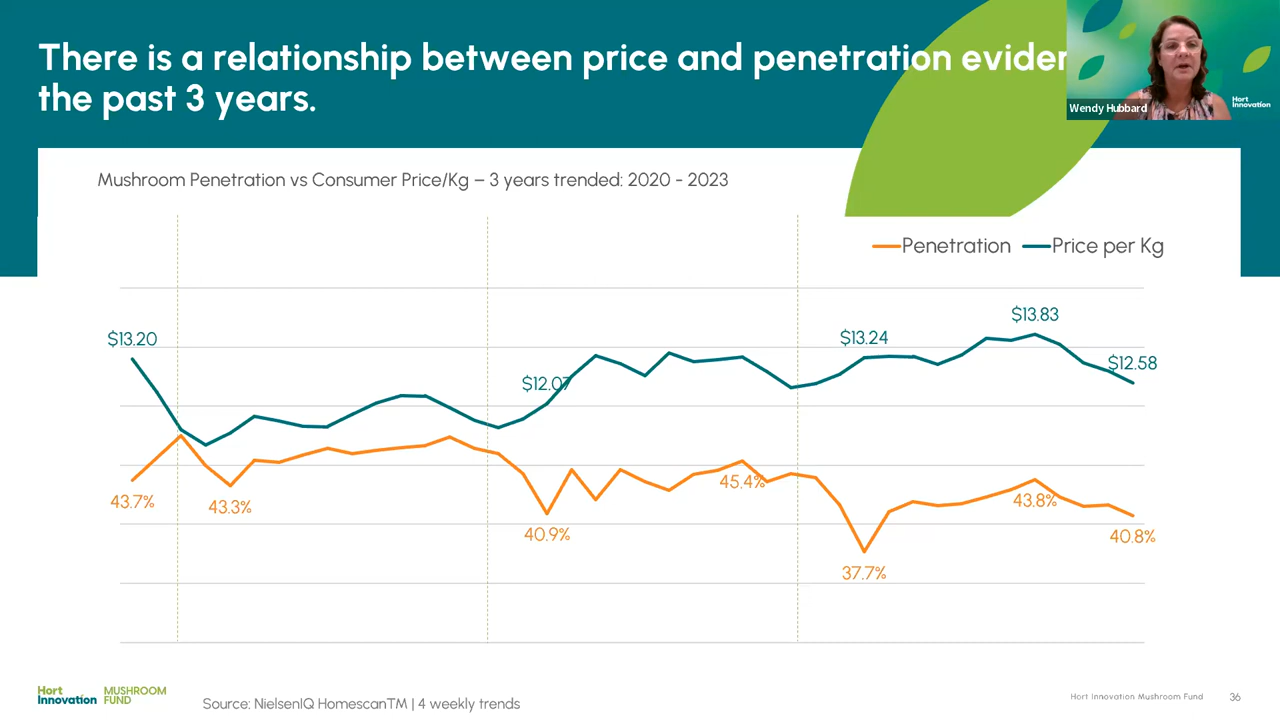 There is a relationship between price and penetration
the past 3 years.
Wendy Hubbard
Hort
Innovation
Mushroom Penetration vs Consumer Price/Kg – 3 years trended: 2020 - 2023
Penetration
Price per Kg
$13.20
$12.07
$13.24
$13.83
$12.58
43.7%
43.3%
40.9%
45.4%
37.7%
43.8%
40.8%
Hort
Innovation
MUSHROOM
FUND
Source: NielsenIQ HomescanTM | 4 weekly trends
Hort Innovation Mushroom Fund
36